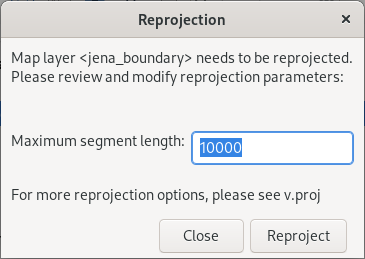 Reprojection
Map layer <jena_boundary> needs to be reprojected.
Please review and modify reprojection parameters:
Maximum segment length: 10000
For more reprojection options, please see v.proj
Close Reproject